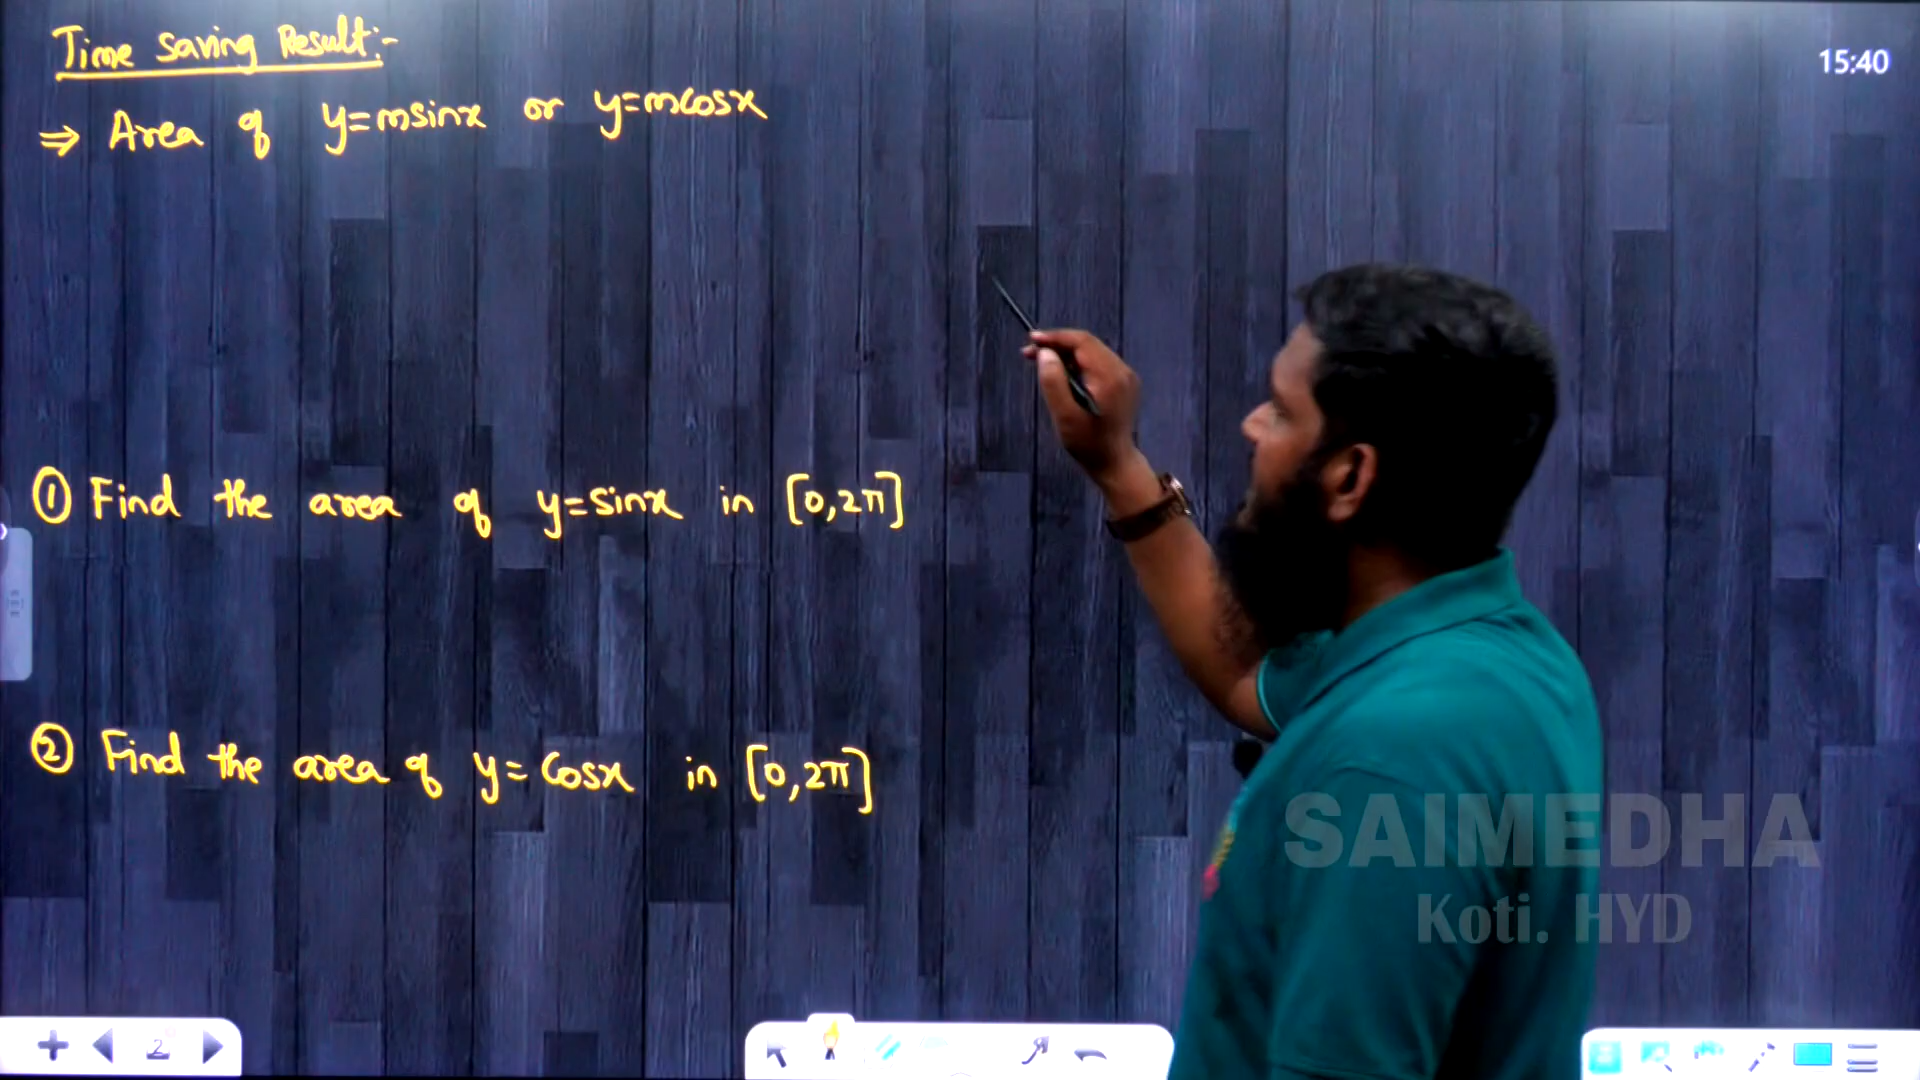 Time Saving Result:-
15:40
⇒ Area of y=msinx or y=mcosx
① Find the area of y=sinx in [0,2π]
② Find the area of y=cosx in [0,2π]
SAIMEDHA
Koti. HYD
2